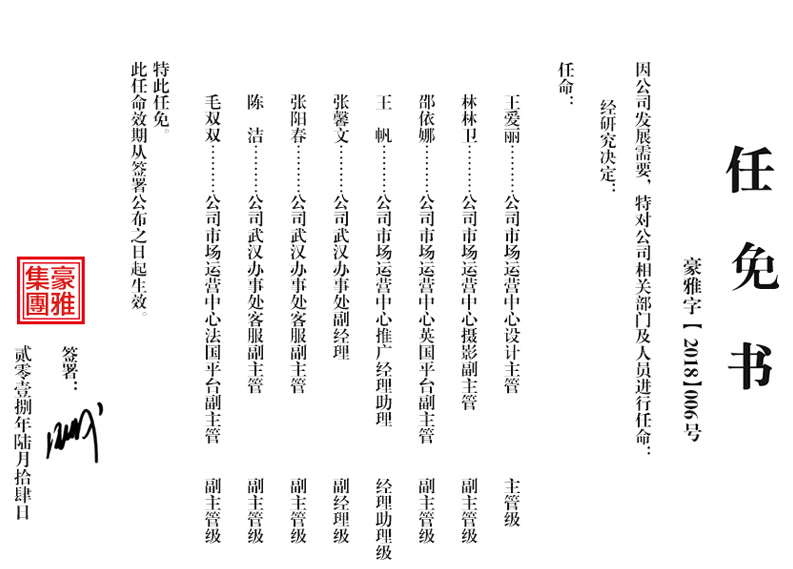 任免书
豪雅字【2018】006号
因公司发展需要，特对公司相关部门及人员进行任命：
经研究决定：
任命：
王爱丽………公司市场运营中心设计主管 主管级
林林卫………公司市场运营中心摄影副主管 副主管级
邵依娜………公司市场运营中心英国平台副主管 副主管级
王 帆………公司市场运营中心推广经理助理 经理助理级
张馨文………公司武汉办事处副经理 副经理级
张阳春………公司武汉办事处客服副主管 副主管级
陈 洁………公司武汉办事处客服副主管 副主管级
毛双双………公司市场运营中心法国平台副主管 副主管级
特此任免。
此任命效期从签署公布之日起生效。
豪雅
集團
签署：
贰零壹捌年陆月拾肆日